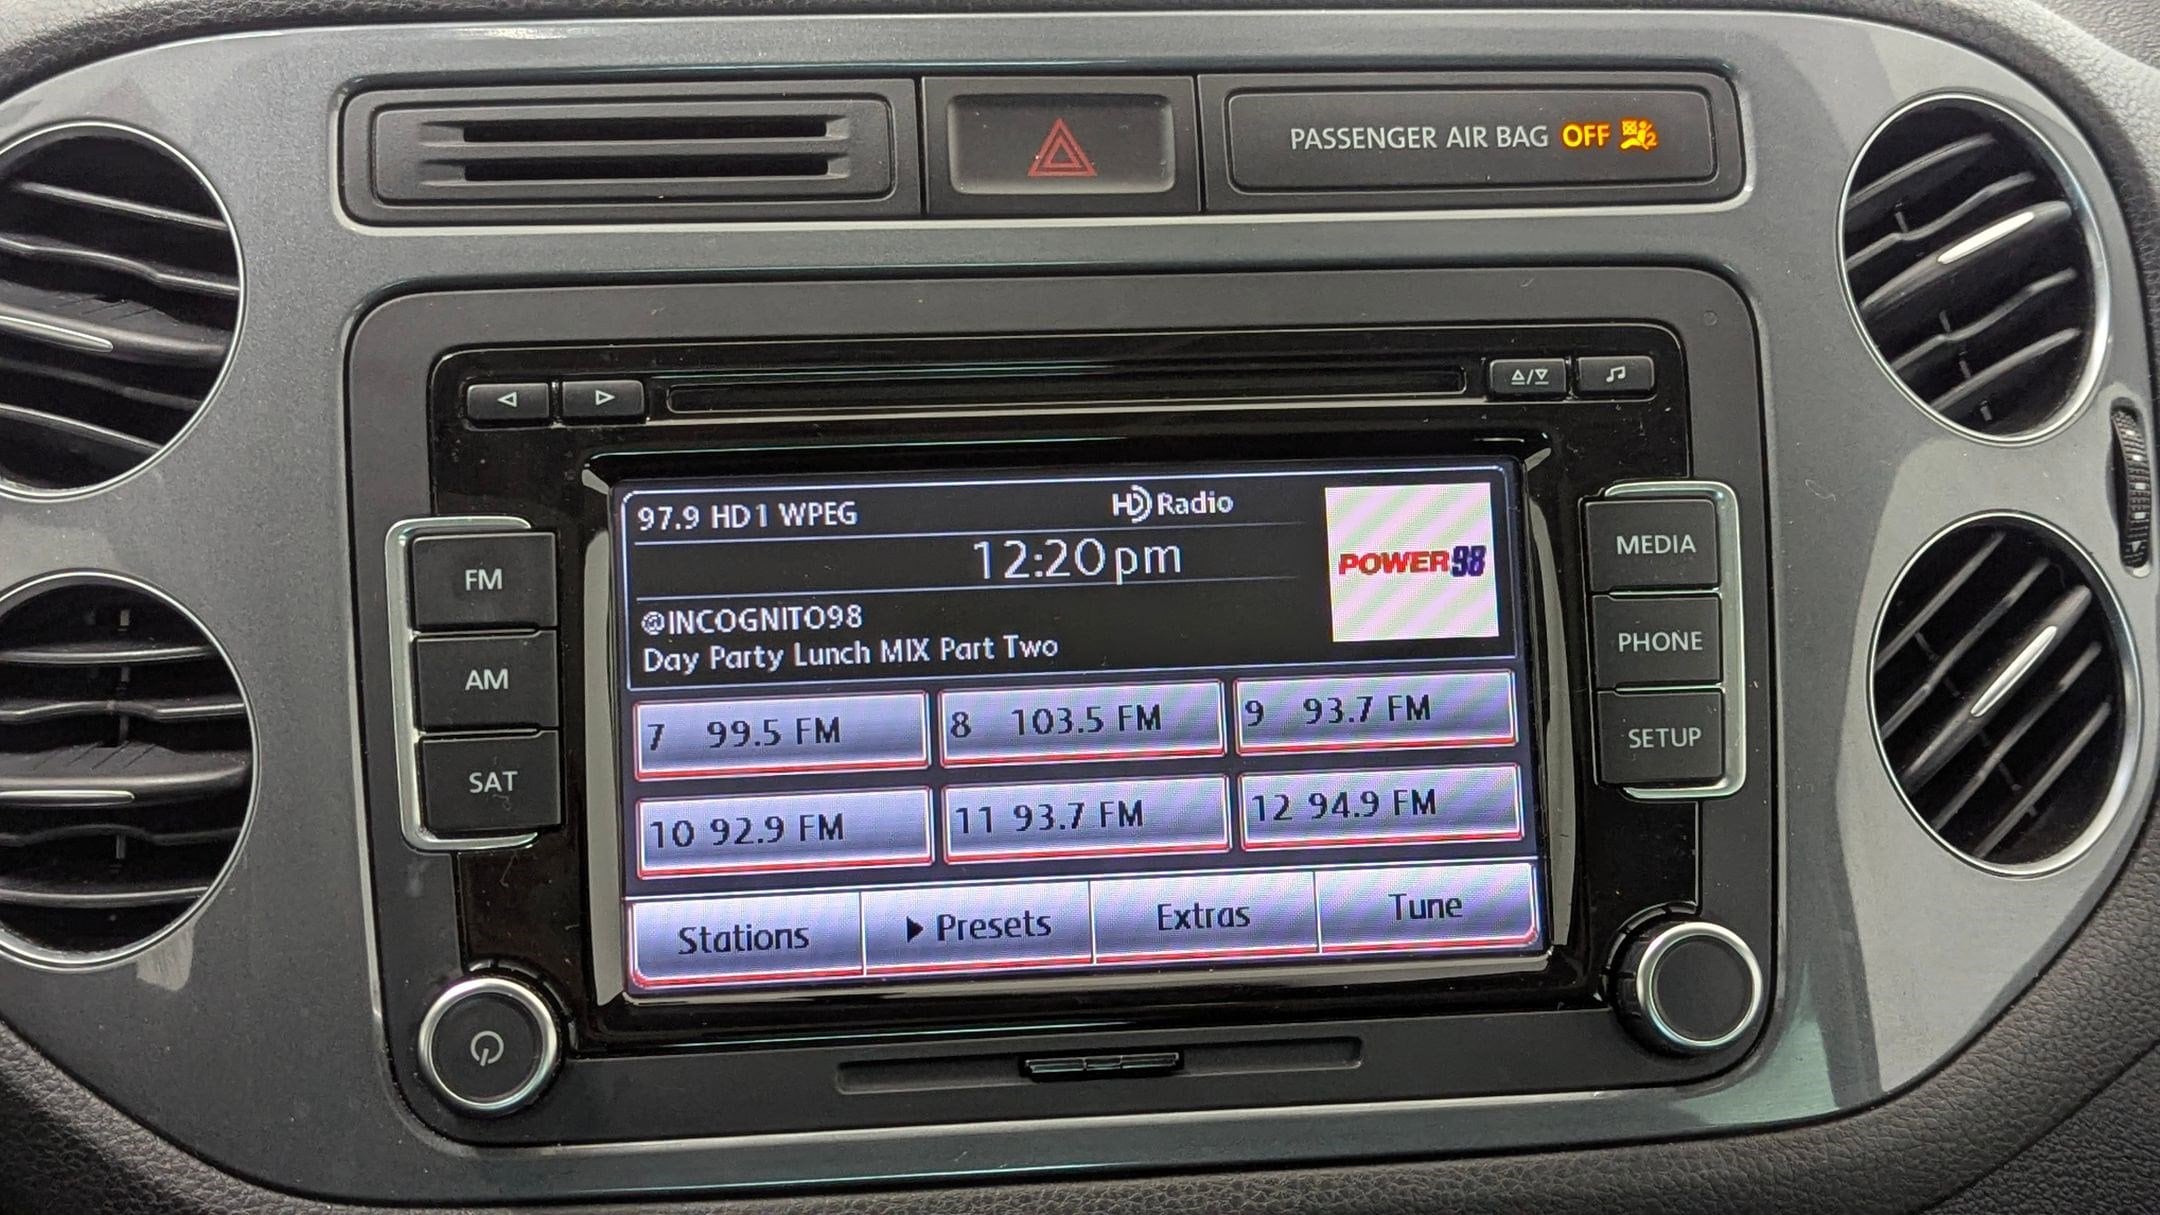 PASSENGER AIR BAG OFF
97.9 HD1 WPEG
HD Radio
12:20pm
POWER98
@INCOGNITO98
Day Party Lunch MIX Part Two
7 99.5 FM
8 103.5 FM
9 93.7 FM
10 92.9 FM
11 93.7 FM
12 94.9 FM
Stations
Presets
Extras
Tune
FM
AM
SAT
MEDIA
PHONE
SETUP